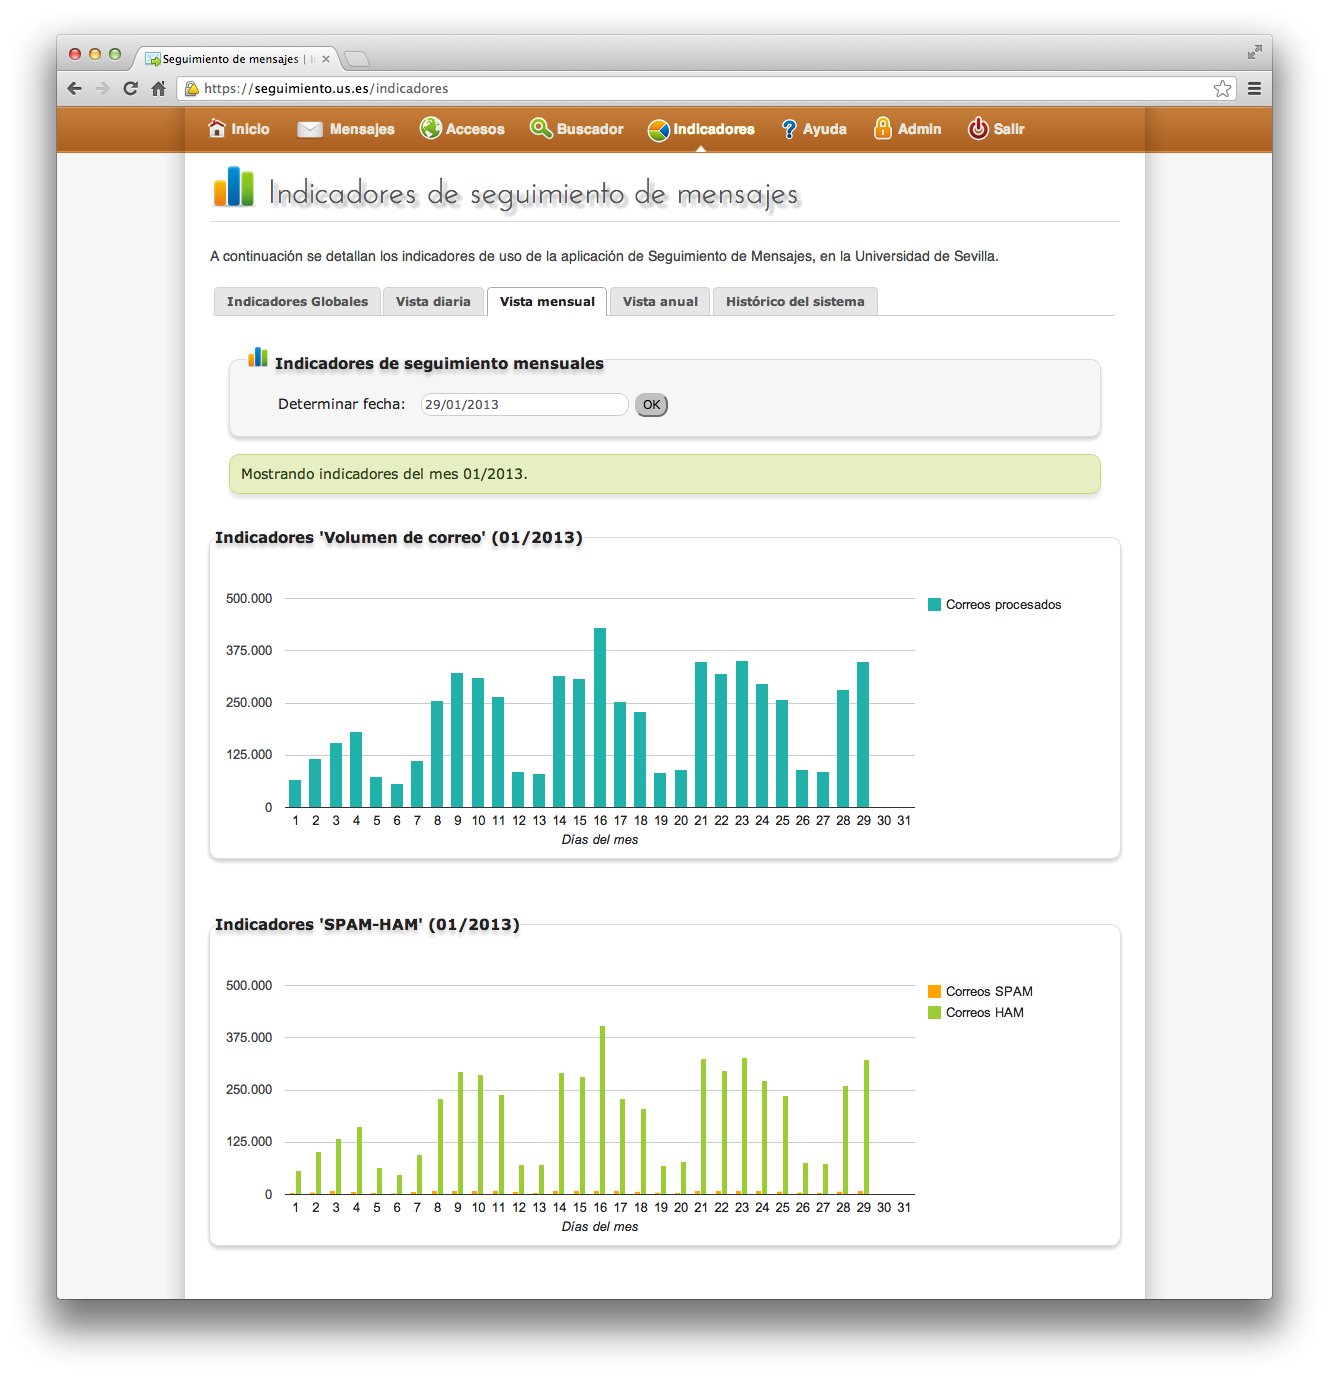 Seguimiento de mensajes |
https://seguimiento.us.es/indicadores
Inicio Mensajes Accesos Buscador Indicadores Ayuda Admin Salir
Indicadores de seguimiento de mensajes
A continuación se detallan los indicadores de uso de la aplicación de Seguimiento de Mensajes, en la Universidad de Sevilla.
Indicadores Globales Vista diaria Vista mensual Vista anual Histórico del sistema
Indicadores de seguimiento mensuales
Determinar fecha: 29/01/2013 OK
Mostrando indicadores del mes 01/2013.
Indicadores 'Volumen de correo' (01/2013)
500.000
375.000
250.000
125.000
0
Correos procesados
1 2 3 4 5 6 7 8 9 10 11 12 13 14 15 16 17 18 19 20 21 22 23 24 25 26 27 28 29 30 31
Días del mes
Indicadores 'SPAM-HAM' (01/2013)
500.000
375.000
250.000
125.000
0
Correos SPAM
Correos HAM
1 2 3 4 5 6 7 8 9 10 11 12 13 14 15 16 17 18 19 20 21 22 23 24 25 26 27 28 29 30 31
Días del mes